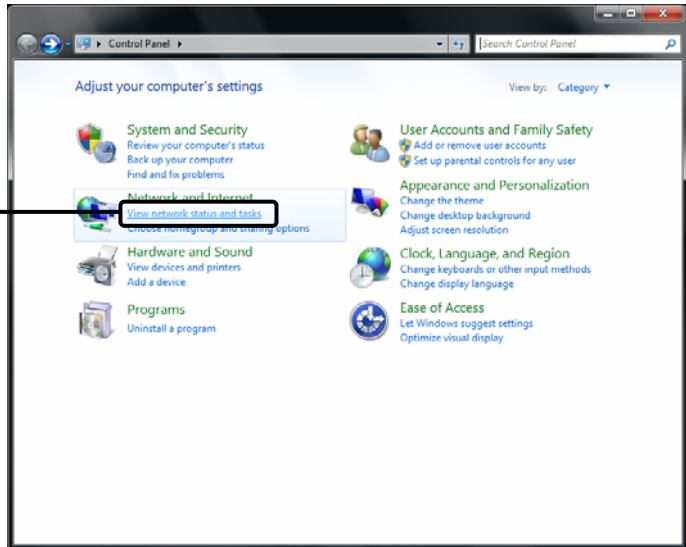 Control Panel
Search Control Panel
Adjust your computer's settings
View by: Category
System and Security
Review your computer's status
Back up your computer
Find and fix problems
Network and Internet
View network status and tasks
Choose homegroup and sharing options
Hardware and Sound
View devices and printers
Add a device
Programs
Uninstall a program
User Accounts and Family Safety
Add or remove user accounts
Set up parental controls for any user
Appearance and Personalization
Change the theme
Change desktop background
Adjust screen resolution
Clock, Language, and Region
Change keyboards or other input methods
Change display language
Ease of Access
Let Windows suggest settings
Optimize visual display